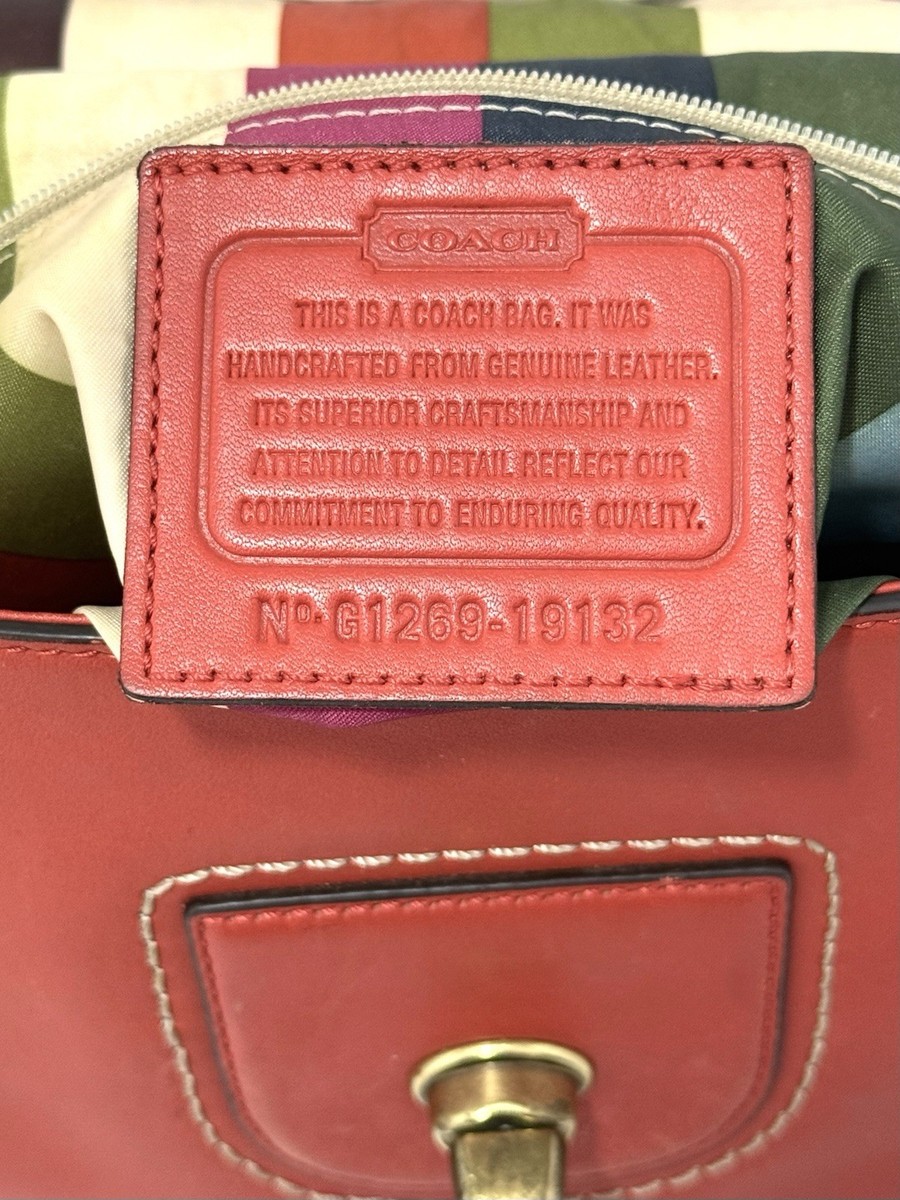 COACH
THIS IS A COACH BAG. IT WAS
HANDCRAFTED FROM GENUINE LEATHER.
ITS SUPERIOR CRAFTSMANSHIP AND
ATTENTION TO DETAIL REFLECT OUR
COMMITMENT TO ENDURING QUALITY.
Nº. G1269-19132